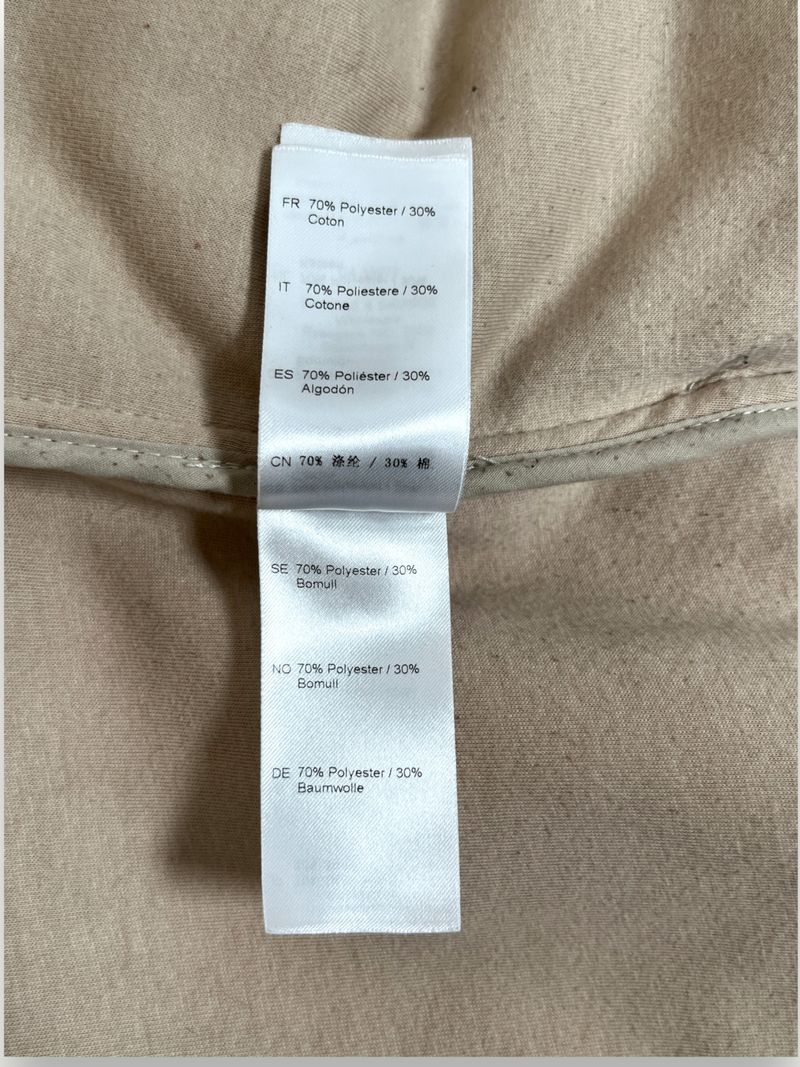 FR 70% Polyester / 30%
Coton
IT 70% Poliestere / 30%
Cotone
ES 70% Poliéster / 30%
Algodón
CN 70% 涤纶 / 30% 棉
SE 70% Polyester / 30%
Bomull
NO 70% Polyester / 30%
Bomull
DE 70% Polyester / 30%
Baumwolle